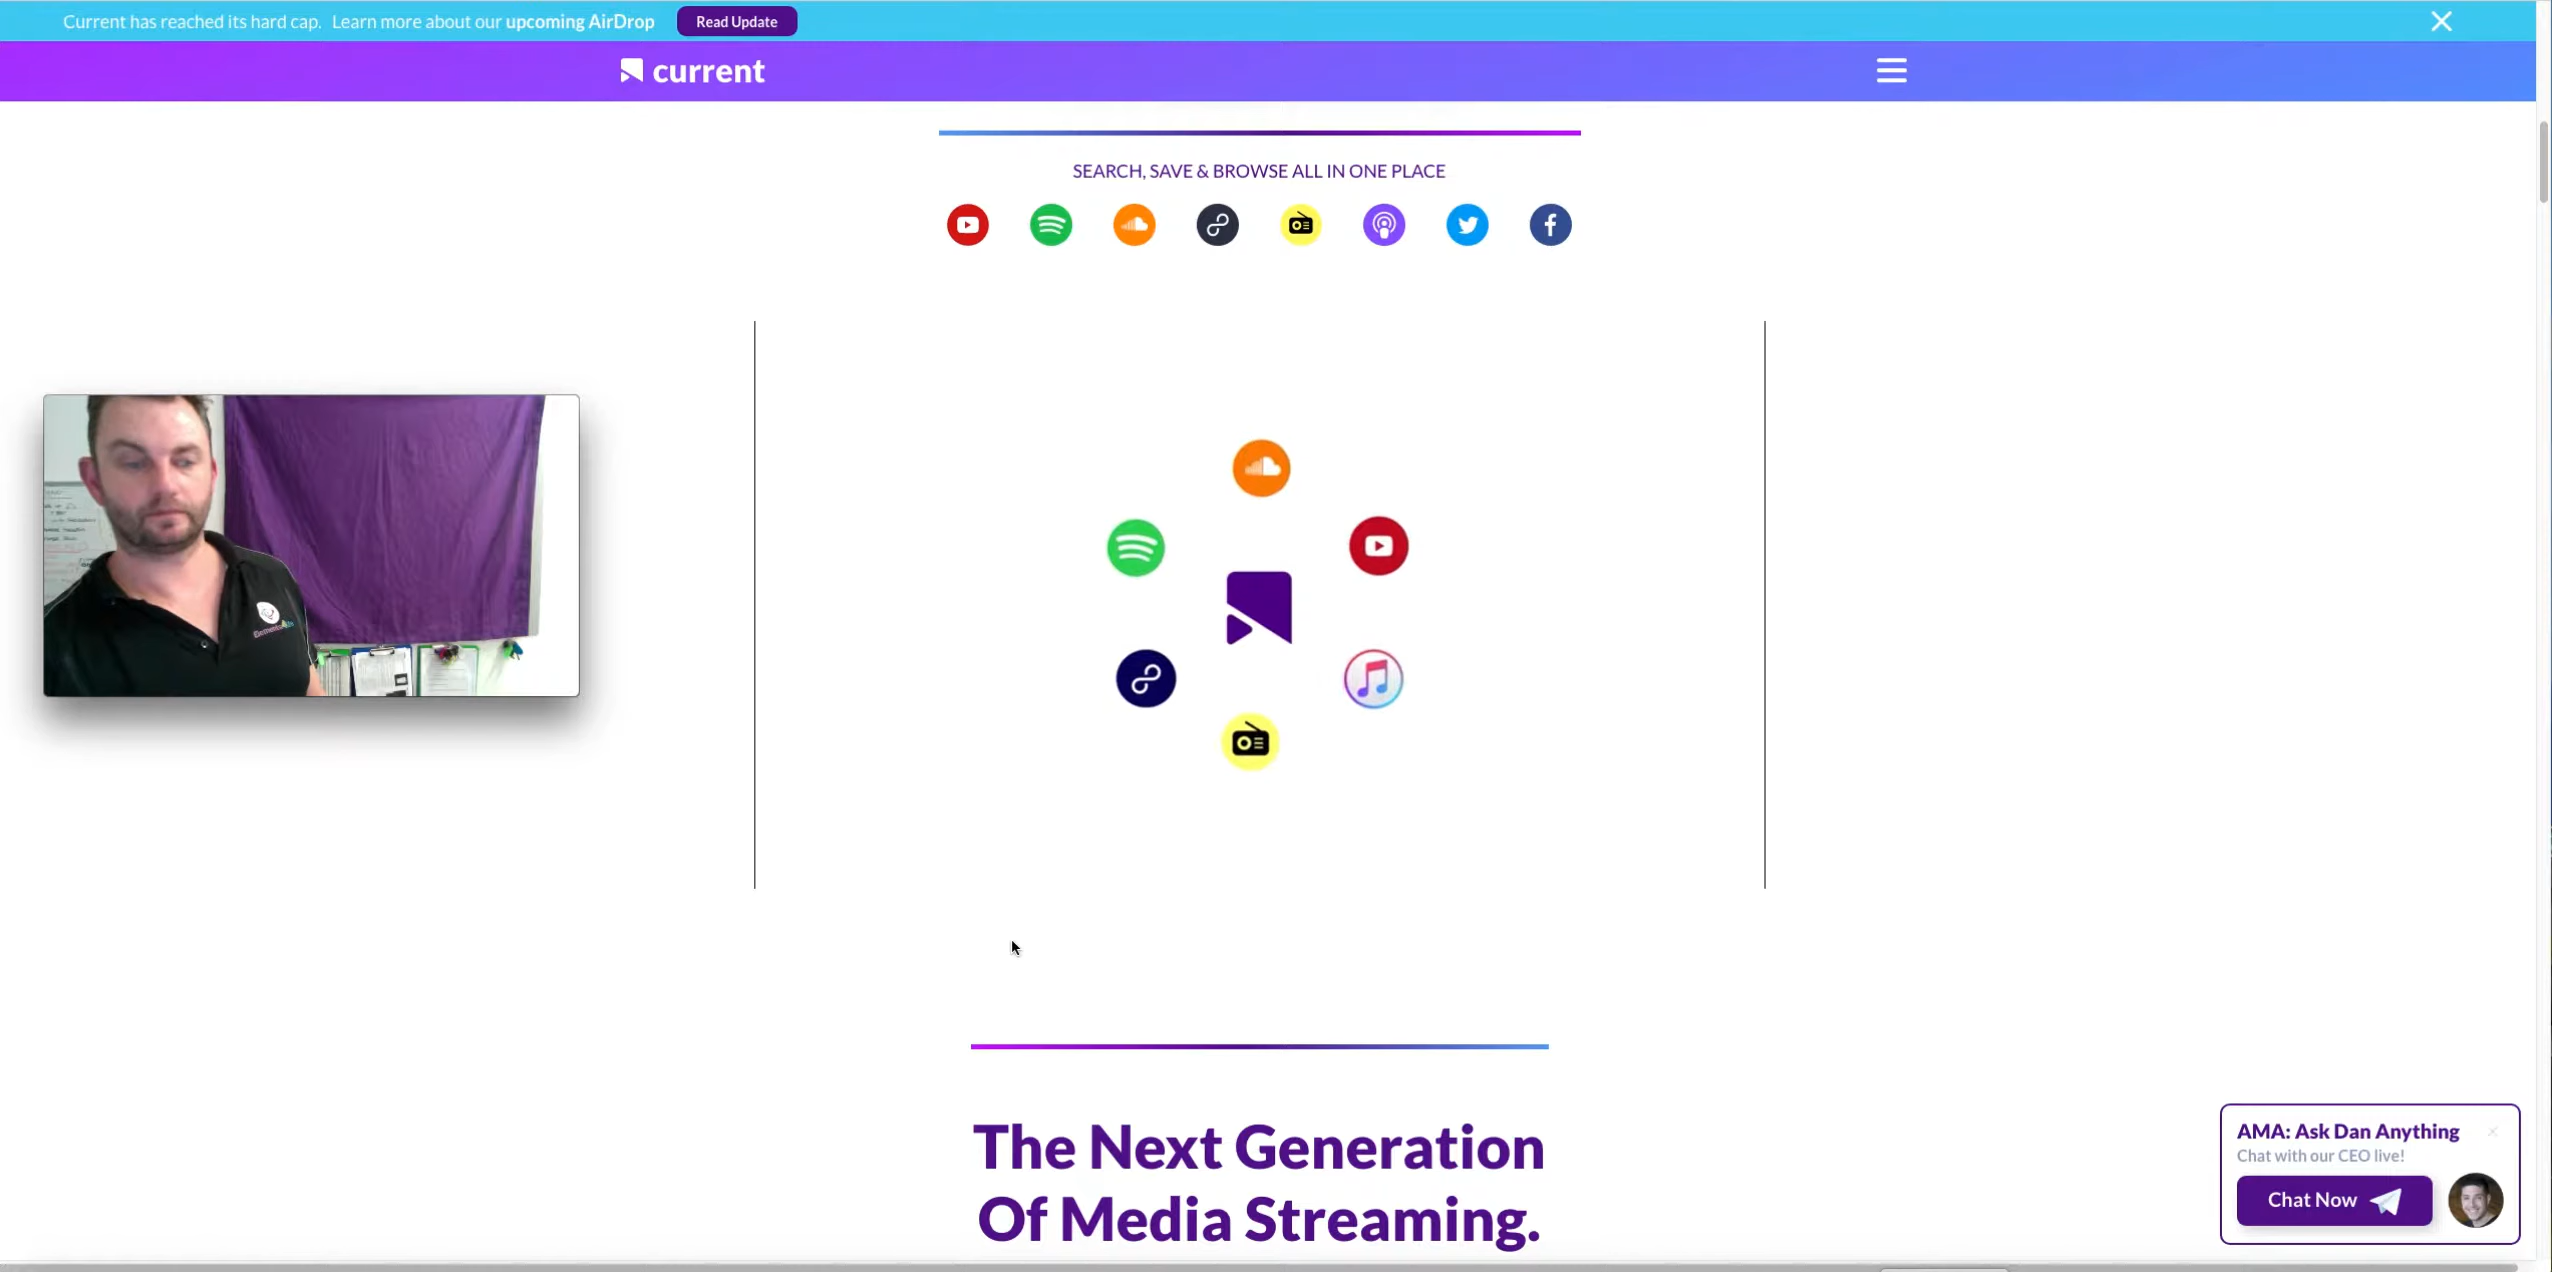 Current has reached its hard cap. Learn more about our upcoming AirDrop
Read Update
current
SEARCH, SAVE & BROWSE ALL IN ONE PLACE
The Next Generation
Of Media Streaming.
AMA: Ask Dan Anything
Chat with our CEO live!
Chat Now